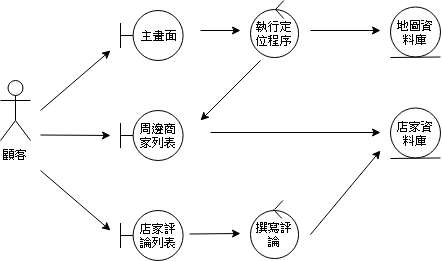 主畫面
執行定
位程序
地圖資
料庫
顧客
周邊商
家列表
店家資
料庫
店家評
論列表
撰寫評
論